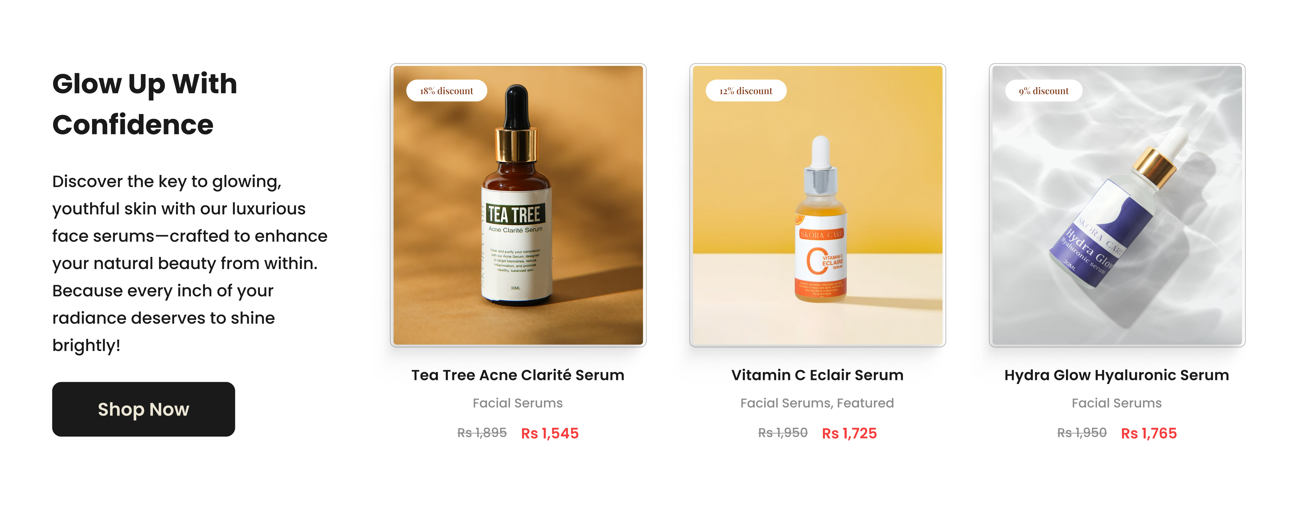 Glow Up With
Confidence
Discover the key to glowing,
youthful skin with our luxurious
face serums—crafted to enhance
your natural beauty from within.
Because every inch of your
radiance deserves to shine
brightly!
Shop Now
18% discount
TEA TREE
Acne Clarité Serum
30ML
Tea Tree Acne Clarité Serum
Facial Serums
Rs 1,895 Rs 1,545
12% discount
SKORA CARE
C VITAMIN C
ECLAIR
Vitamin C Eclair Serum
Facial Serums, Featured
Rs 1,950 Rs 1,725
9% discount
SKORA CARE
Hydra Glow
Hyaluronic serum
30ML
Hydra Glow Hyaluronic Serum
Facial Serums
Rs 1,950 Rs 1,765